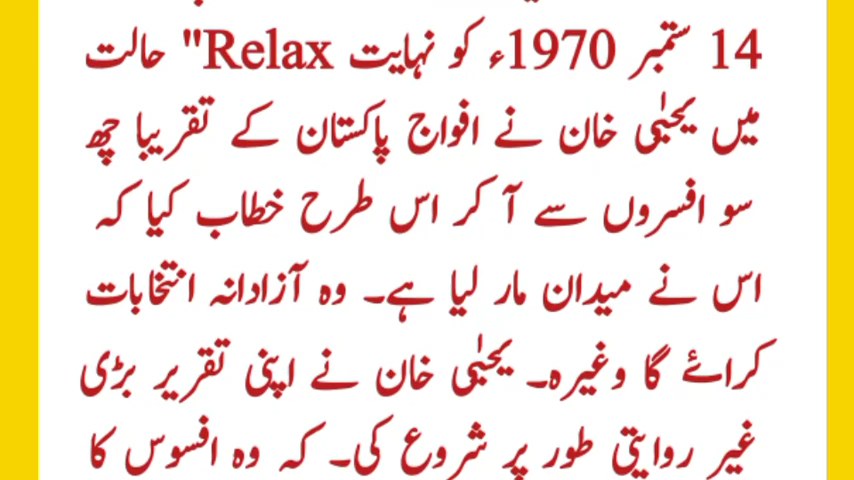 14 ستمبر 1970ء کو نہایت Relax" حالت
میں یحیٰی خان نے افواج پاکستان کے تقریبا چھ
سو افسروں سے آ کر اس طرح خطاب کیا کہ
اس نے میدان مار لیا ہے۔ وہ آزادانہ انتخابات
کرائے گا وغیرہ۔ یحیٰی خان نے اپنی تقریر بڑی
غیر روایتی طور پر شروع کی۔ کہ وہ افسوس کا